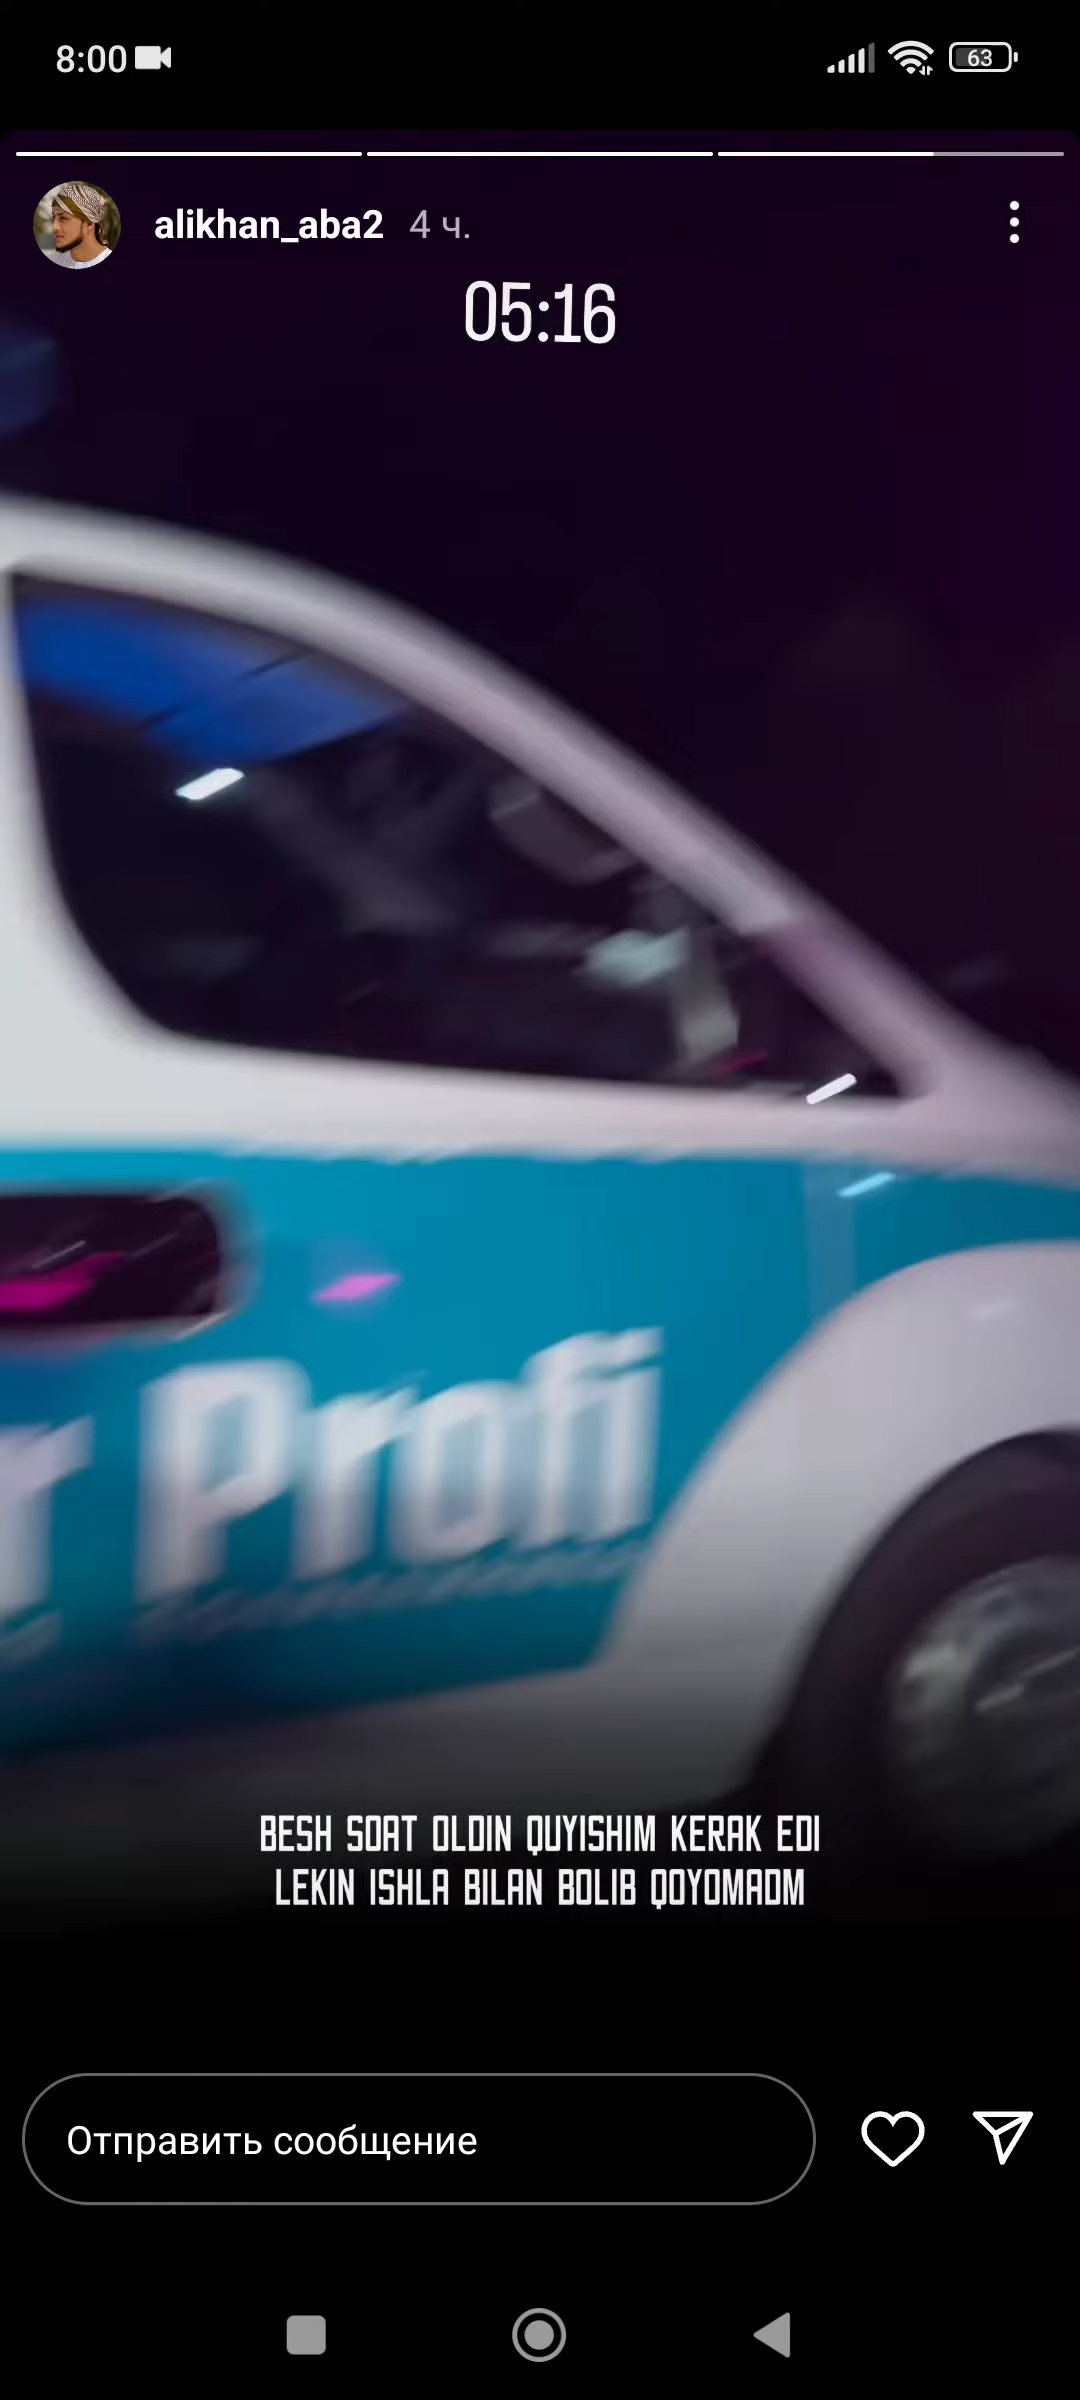 8:00
63
alikhan_aba2 4 ч.
05:16
r Profi
BESH SOAT OLDIN QUYISHIM KERAK EDI
LEKIN ISHLA BILAN BOLIB QOYOMADM
Отправить сообщение